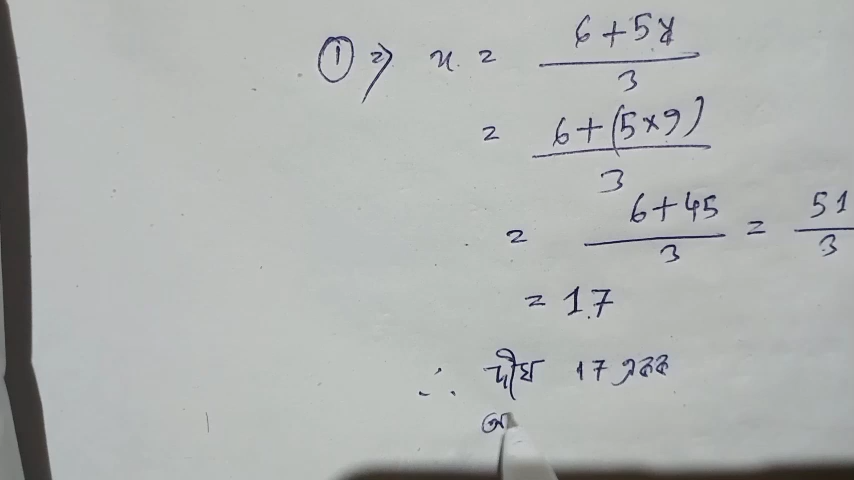 ① ⇒ x = (6+5y)/3
= (6+(5×9))/3
= (6+45)/3 = 51/3
= 17
∴ দীঘ 17 একক